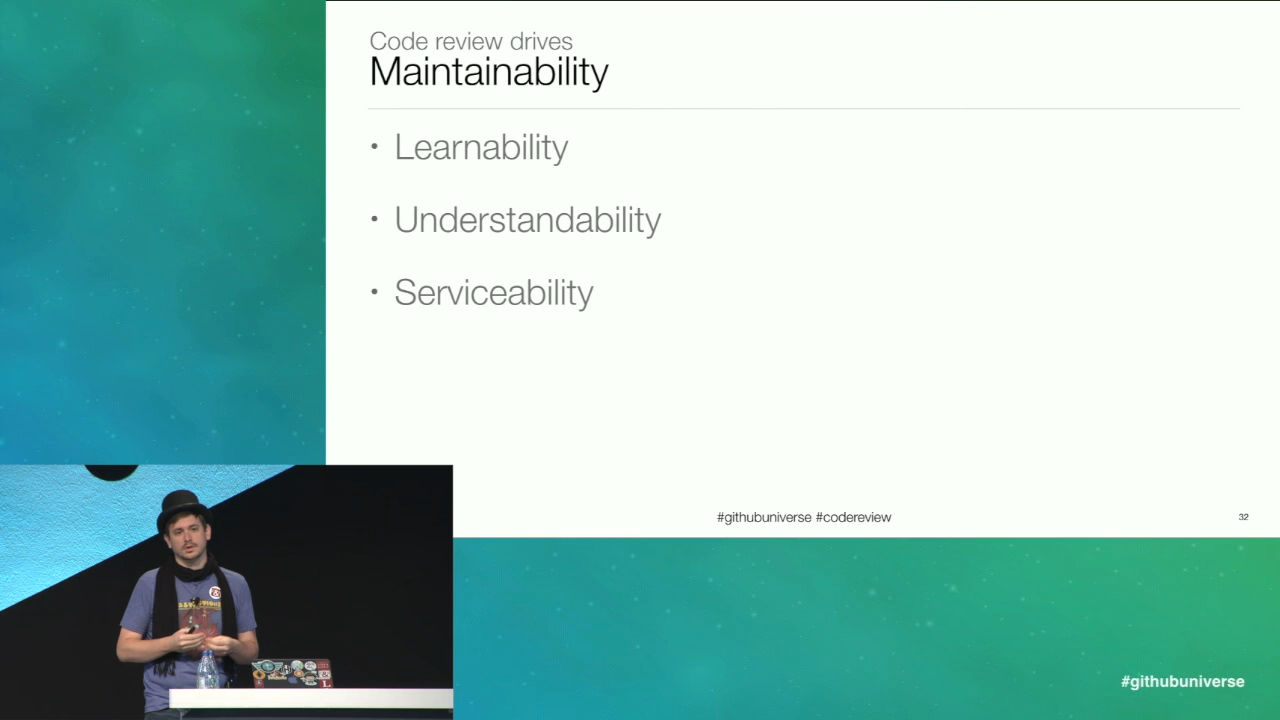 Code review drives
Maintainability
• Learnability
• Understandability
• Serviceability
#githubuniverse #codereview
32
#githubuniverse